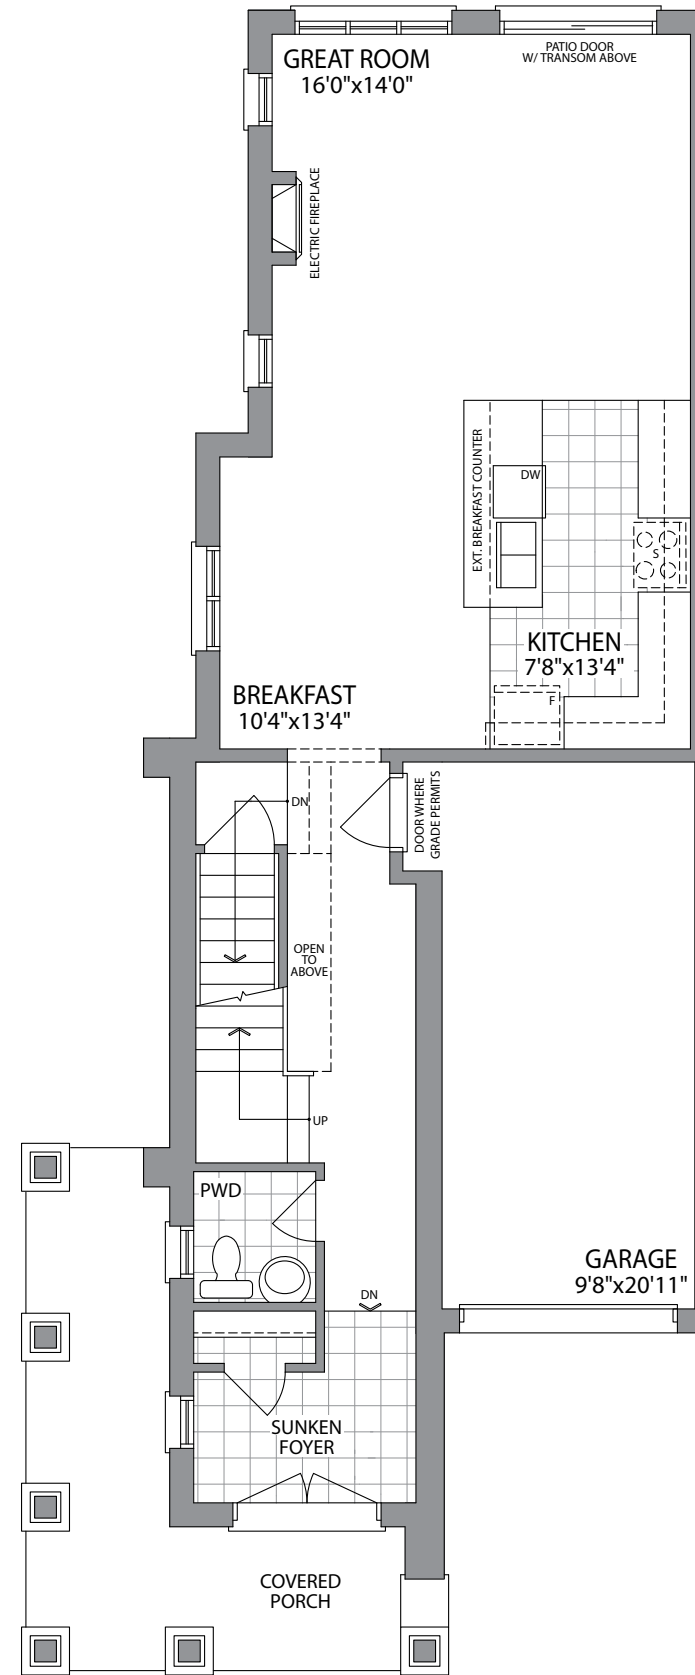 GREAT ROOM
16'0"x14'0"
PATIO DOOR
W/ TRANSOM ABOVE
ELECTRIC FIREPLACE
EXT. BREAKFAST COUNTER
DW
S
KITCHEN
7'8"x13'4"
F
BREAKFAST
10'4"x13'4"
DN
DOOR WHERE
GRADE PERMITS
OPEN
TO
ABOVE
UP
PWD
GARAGE
9'8"x20'11"
DN
SUNKEN
FOYER
COVERED
PORCH